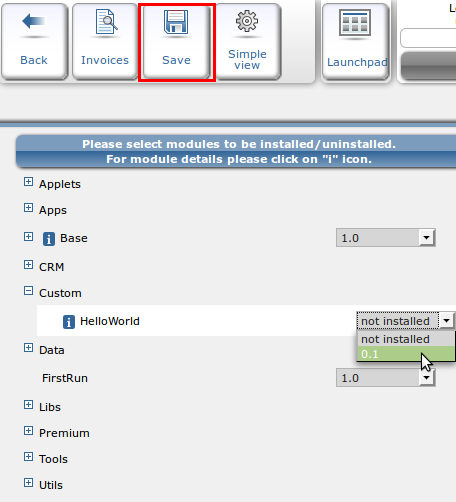 Back
Invoices
Save
Simple
view
Launchpad
Please select modules to be installed/uninstalled.
For module details please click on "i" icon.
Applets
Apps
i Base 1.0
CRM
Custom
i HelloWorld not installed
not installed
0.1
Data
FirstRun 1.0
Libs
Premium
Tools
Utils